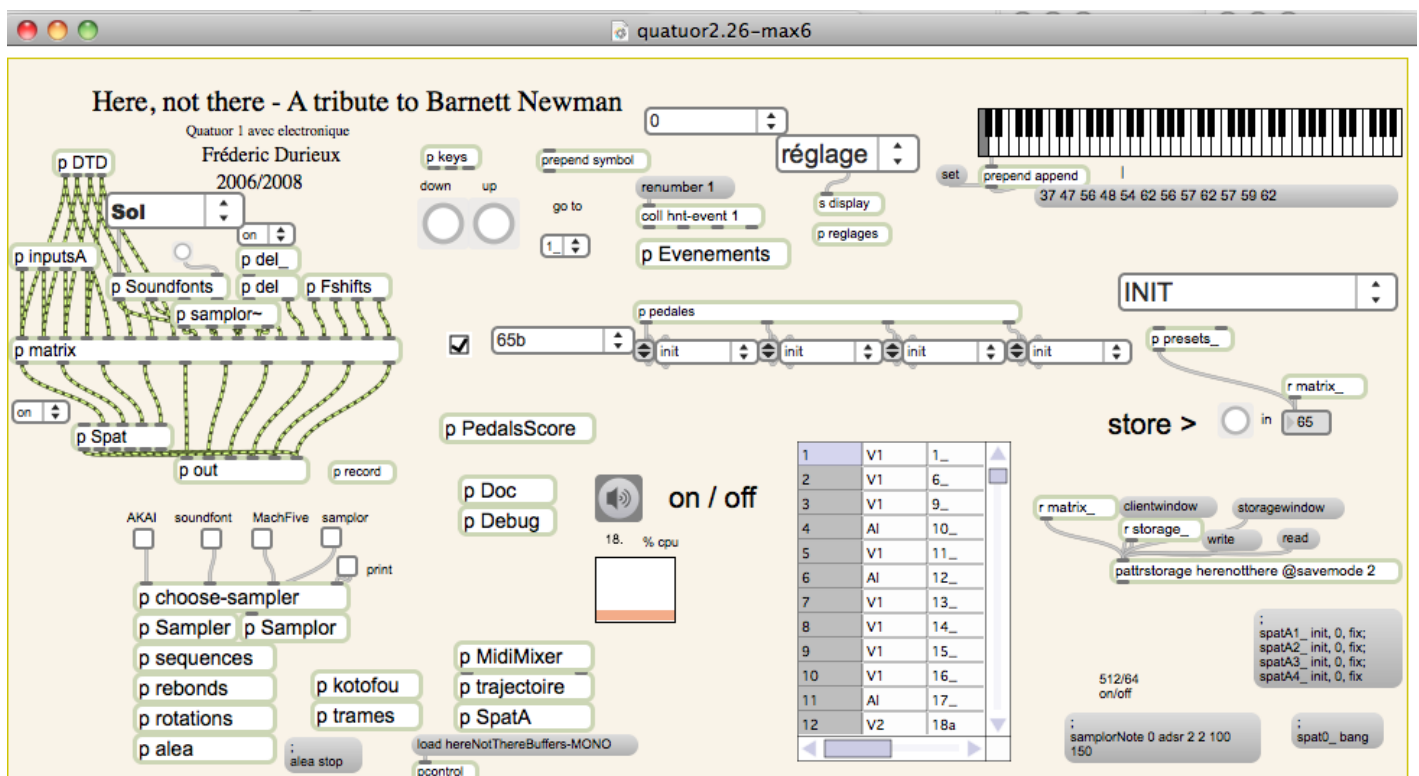 quatuor2.26-max6
Here, not there - A tribute to Barnett Newman
Quatuor 1 avec electronique
Fréderic Durieux
2006/2008
p DTD
Sol
on
p inputsA
p del_
p Soundfonts
p del
p Fshifts
p samplor~
p matrix
on
p Spat
p out
p record
p keys
down
up
prepend symbol
go to
1_
0
réglage
renumber 1
coll hnt-event 1
p Evenements
s display
p reglages
set
prepend append
37 47 56 48 54 62 56 57 62 57 59 62
INIT
p pedales
65b
init
init
init
init
p presets_
r matrix_
store >
in
65
p PedalsScore
p Doc
p Debug
on / off
18.
% cpu
1 V1 1_
2 V1 6_
3 V1 9_
4 Al 10_
5 V1 11_
6 Al 12_
7 V1 13_
8 V1 14_
9 V1 15_
10 V1 16_
11 Al 17_
12 V2 18a
r matrix_
clientwindow
storagewindow
r storage_
write
read
pattrstorage herenotthere @savemode 2
;
spatA1_ init, 0, fix;
spatA2_ init, 0, fix;
spatA3_ init, 0, fix;
spatA4_ init, 0, fix
512/64
on/off
;
samplorNote 0 adsr 2 2 100
150
;
spat0_ bang
AKAI
soundfont
MachFive
samplor
print
p choose-sampler
p Sampler
p Samplor
p sequences
p rebonds
p rotations
p alea
p kotofou
p trames
;
alea stop
p MidiMixer
p trajectoire
p SpatA
load hereNotThereBuffers-MONO
pcontrol